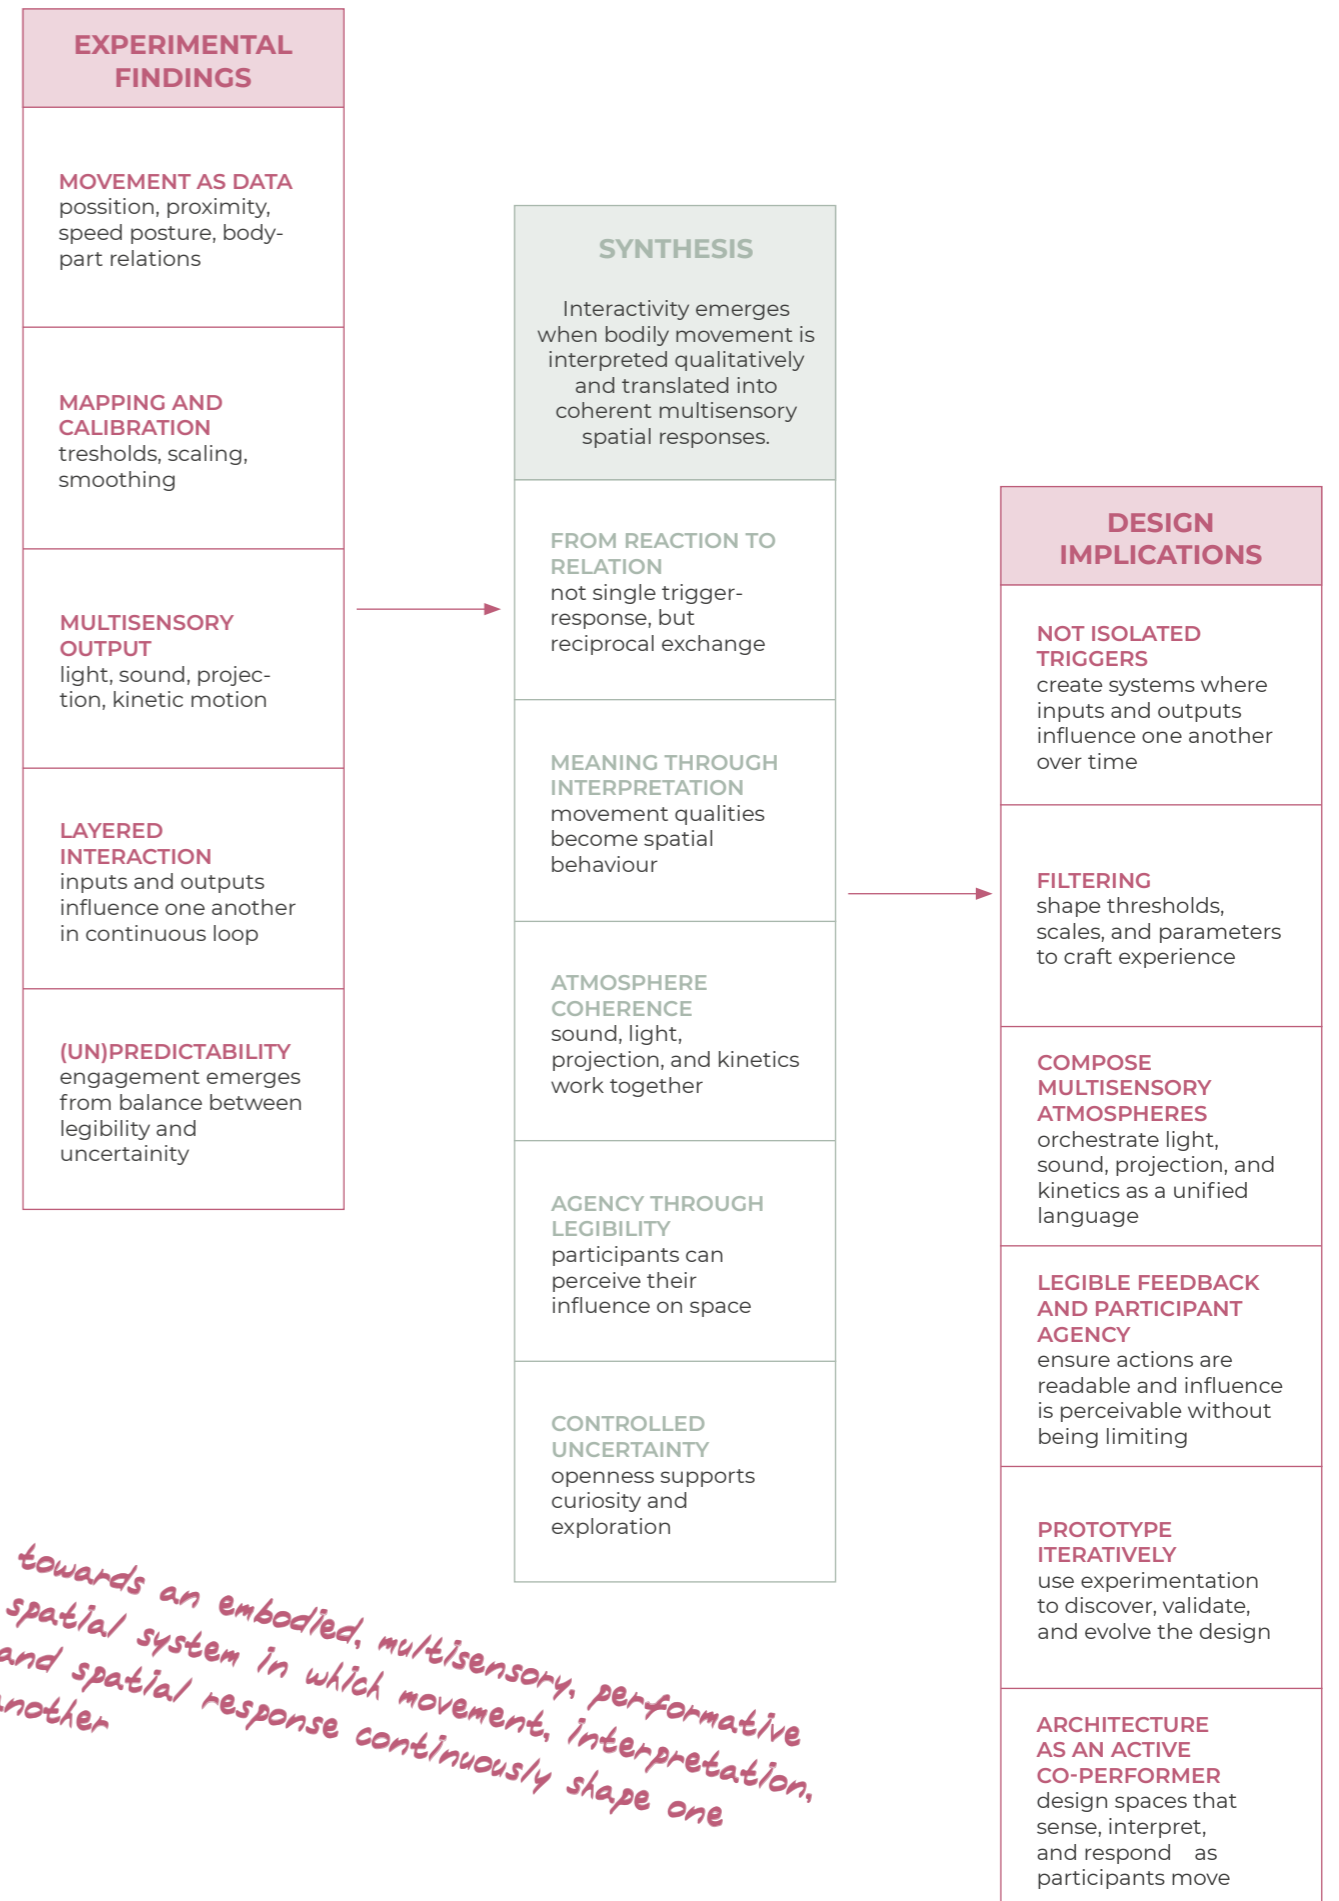 EXPERIMENTAL
FINDINGS
MOVEMENT AS DATA
possition, proximity,
speed posture, body-
part relations
MAPPING AND
CALIBRATION
tresholds, scaling,
smoothing
MULTISENSORY
OUTPUT
light, sound, projec-
tion, kinetic motion
LAYERED
INTERACTION
inputs and outputs
influence one another
in continuous loop
(UN)PREDICTABILITY
engagement emerges
from balance between
legibility and
uncertainity
SYNTHESIS
Interactivity emerges
when bodily movement is
interpreted qualitatively
and translated into
coherent multisensory
spatial responses.
FROM REACTION TO
RELATION
not single trigger-
response, but
reciprocal exchange
MEANING THROUGH
INTERPRETATION
movement qualities
become spatial
behaviour
ATMOSPHERE
COHERENCE
sound, light,
projection, and kinetics
work together
AGENCY THROUGH
LEGIBILITY
participants can
perceive their
influence on space
CONTROLLED
UNCERTAINTY
openness supports
curiosity and
exploration
DESIGN
IMPLICATIONS
NOT ISOLATED
TRIGGERS
create systems where
inputs and outputs
influence one another
over time
FILTERING
shape thresholds,
scales, and parameters
to craft experience
COMPOSE
MULTISENSORY
ATMOSPHERES
orchestrate light,
sound, projection, and
kinetics as a unified
language
LEGIBLE FEEDBACK
AND PARTICIPANT
AGENCY
ensure actions are
readable and influence
is perceivable without
being limiting
PROTOTYPE
ITERATIVELY
use experimentation
to discover, validate,
and evolve the design
ARCHITECTURE
AS AN ACTIVE
CO-PERFORMER
design spaces that
sense, interpret,
and respond as
participants move
towards an embodied, multisensory, performative
spatial system in which movement, interpretation,
and spatial response continuously shape one
another